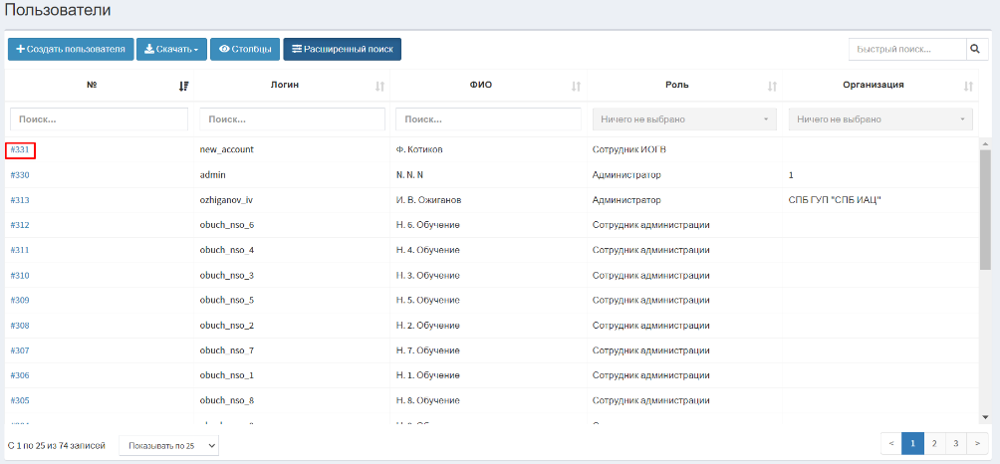 Пользователи
Создать пользователя Скачать Столбцы Расширенный поиск Быстрый поиск...
№ Логин ФИО Роль Организация
Поиск... Поиск... Поиск... Ничего не выбрано Ничего не выбрано
#331 new_account Ф. Котиков Сотрудник ИОГВ
#330 admin N. N. N Администратор 1
#313 ozhiganov_iv И. В. Ожиганов Администратор СПБ ГУП "СПБ ИАЦ"
#312 obuch_nso_6 Н. 6. Обучение Сотрудник администрации
#311 obuch_nso_4 Н. 4. Обучение Сотрудник администрации
#310 obuch_nso_3 Н. 3. Обучение Сотрудник администрации
#309 obuch_nso_5 Н. 5. Обучение Сотрудник администрации
#308 obuch_nso_2 Н. 2. Обучение Сотрудник администрации
#307 obuch_nso_7 Н. 7. Обучение Сотрудник администрации
#306 obuch_nso_1 Н. 1. Обучение Сотрудник администрации
#305 obuch_nso_8 Н. 8. Обучение Сотрудник администрации
С 1 по 25 из 74 записей Показывать по 25 < 1 2 3 >